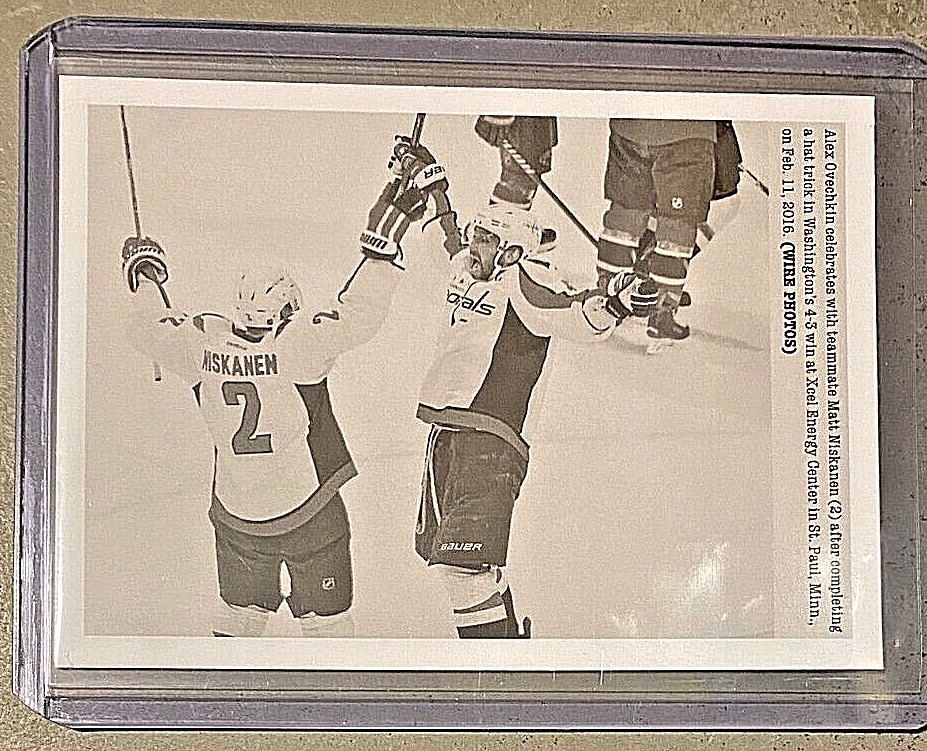 Alex Ovechkin celebrates with teammate Matt Niskanen (2) after completing
a hat trick in Washington's 4-3 win at Xcel Energy Center in St. Paul, Minn.,
on Feb. 11, 2016. (WIRE PHOTOS)
NISKANEN
2
BAUER